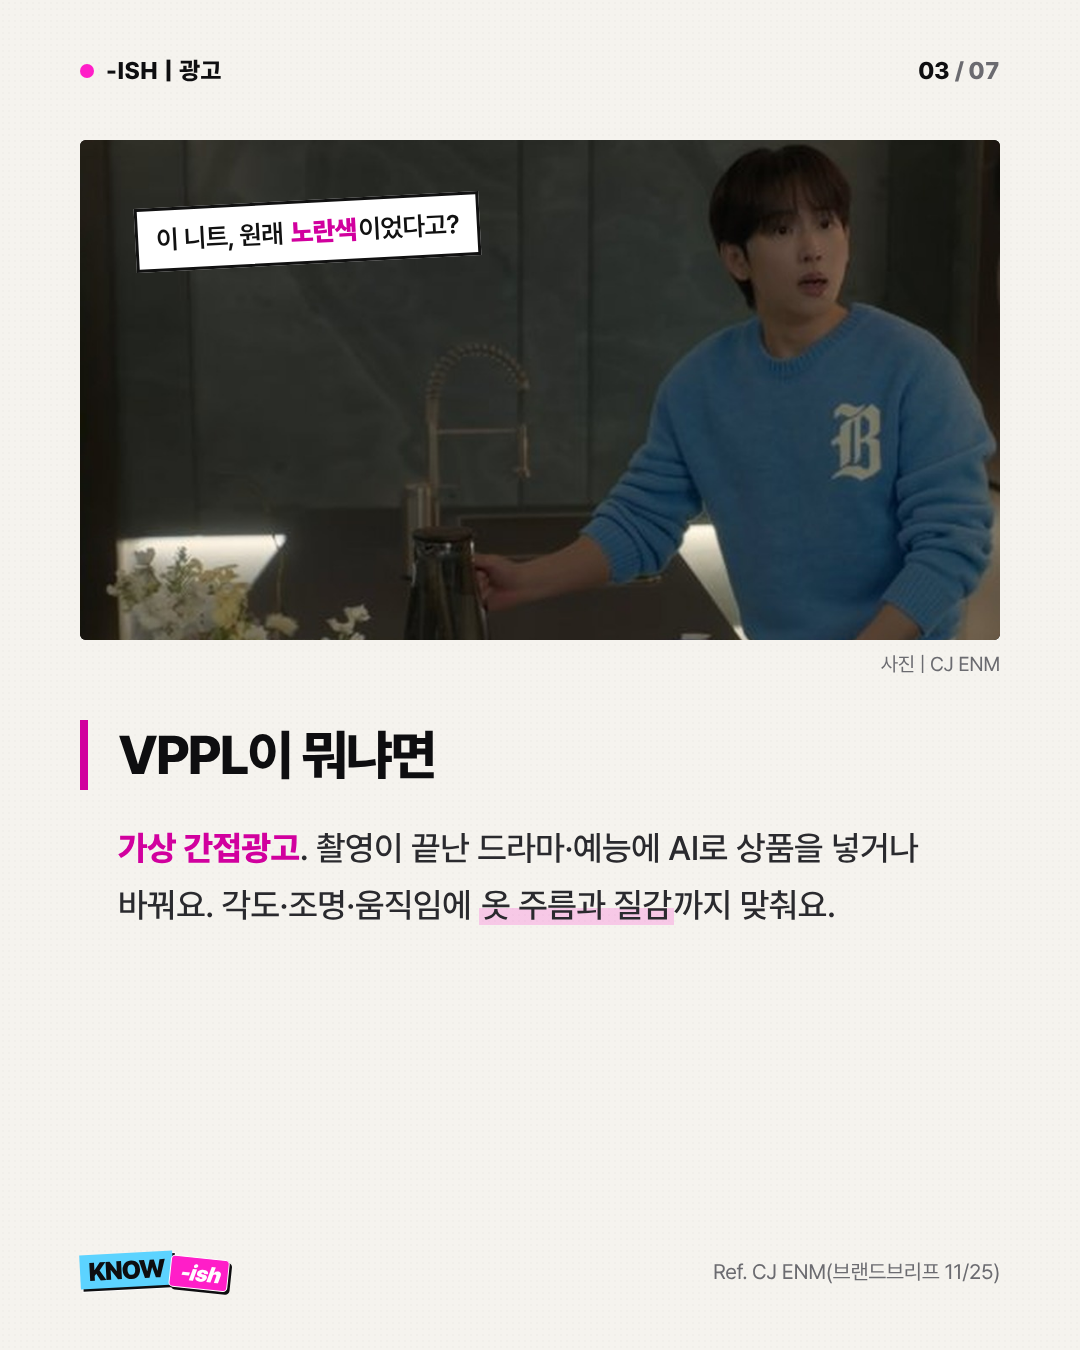 -ISH | 광고
03 / 07
이 니트, 원래 노란색이었다고?
B
사진 | CJ ENM
VPPL이 뭐냐면
가상 간접광고. 촬영이 끝난 드라마·예능에 AI로 상품을 넣거나
바꿔요. 각도·조명·움직임에 옷 주름과 질감까지 맞춰요.
KNOW -ish
Ref. CJ ENM(브랜드브리프 11/25)